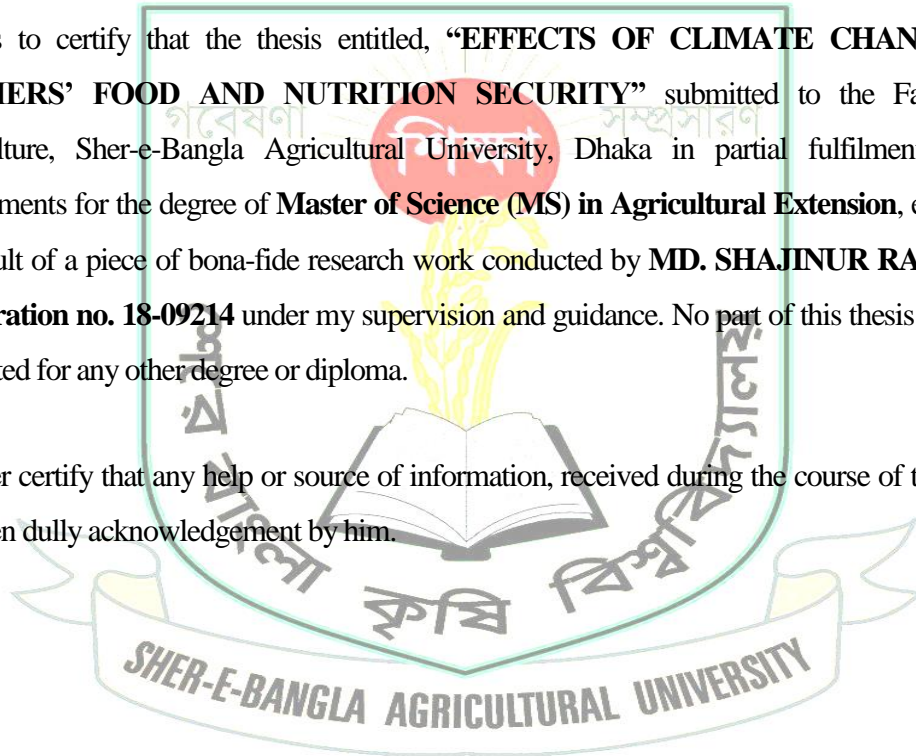 s to certify that the thesis entitled, “EFFECTS OF CLIMATE CHAN
IERS’ FOOD AND NUTRITION SECURITY” submitted to the Fa
lture, Sher-e-Bangla Agricultural University, Dhaka in partial fulfilment
ments for the degree of Master of Science (MS) in Agricultural Extension, e
ult of a piece of bona-fide research work conducted by MD. SHAJINUR RA
ration no. 18-09214 under my supervision and guidance. No part of this thesis
ted for any other degree or diploma.
er certify that any help or source of information, received during the course of t
en dully acknowledgement by him.
গবেষণা শিক্ষা সম্প্রসারণ
শেরে বাংলা কৃষি বিশ্ববিদ্যালয়
SHER-E-BANGLA AGRICULTURAL UNIVERSITY